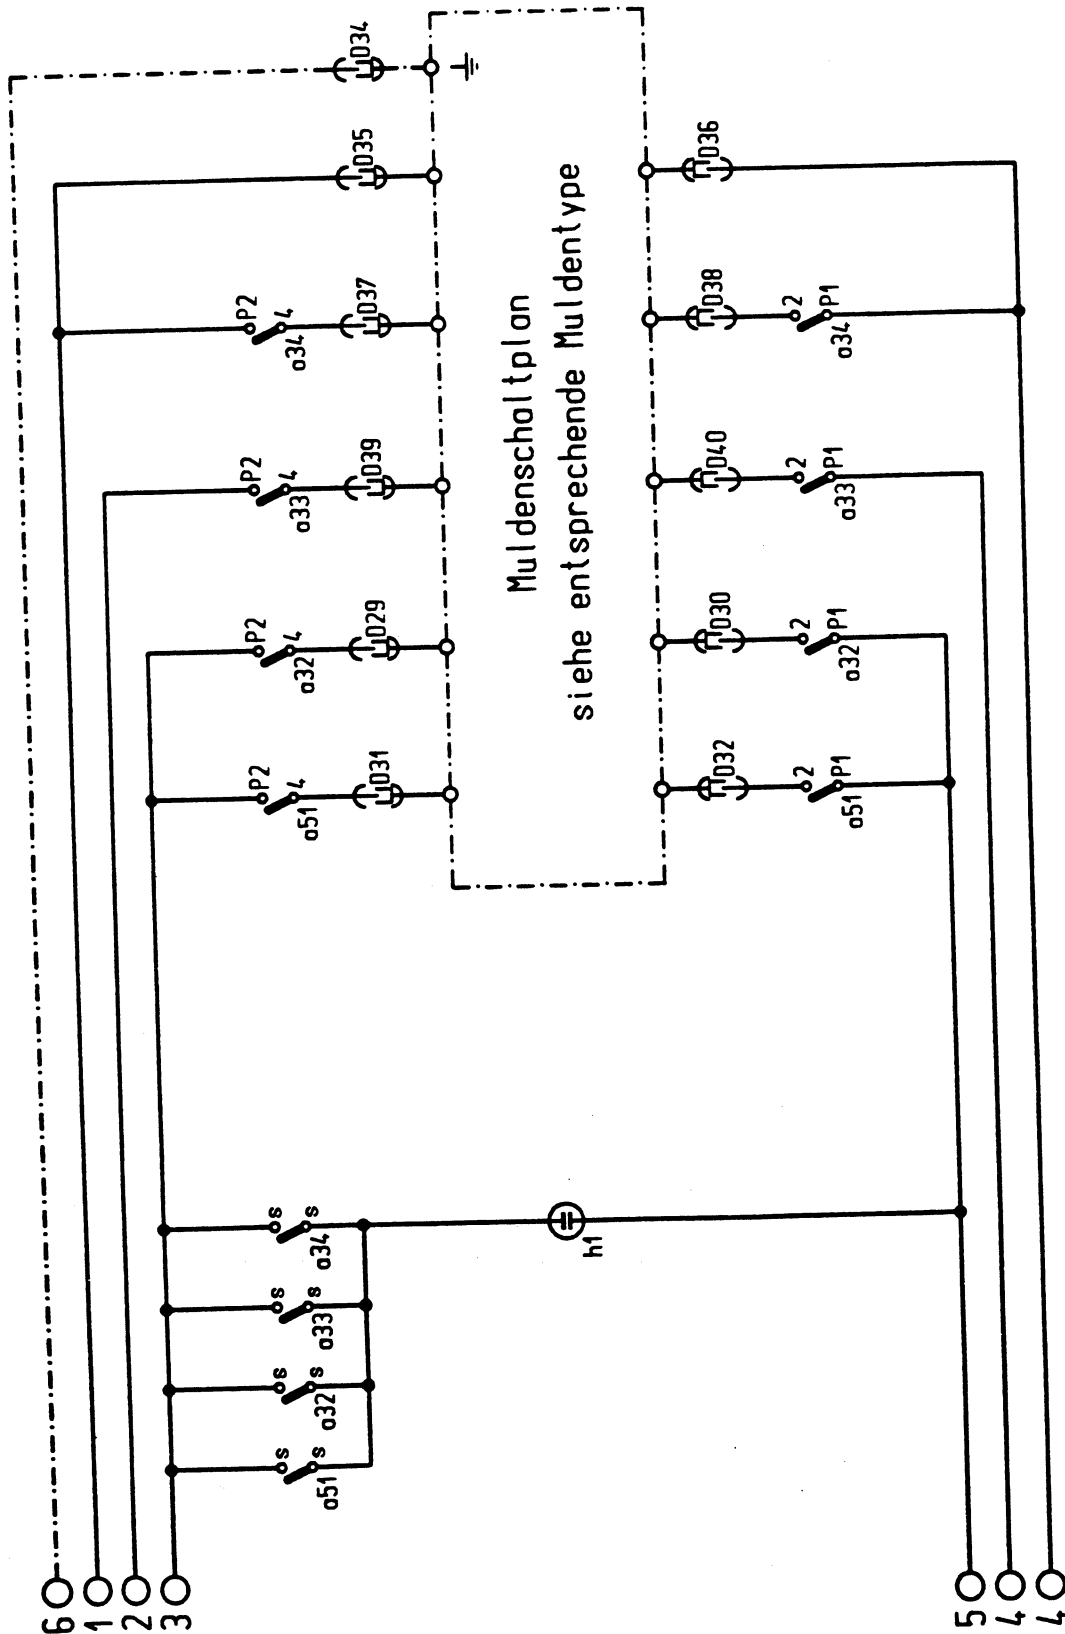 6
1
2
3
5
4
4
D34
D35
D36
P2
4
a34
D37
D38
2
P1
a34
P2
4
a33
D39
D40
2
P1
a33
P2
4
a32
D29
D30
2
P1
a32
P2
4
a51
D31
D32
2
P1
a51
Muldenschaltplan
siehe entsprechende Muldentype
s
s
a34
s
s
a33
s
s
a32
s
s
a51
h1